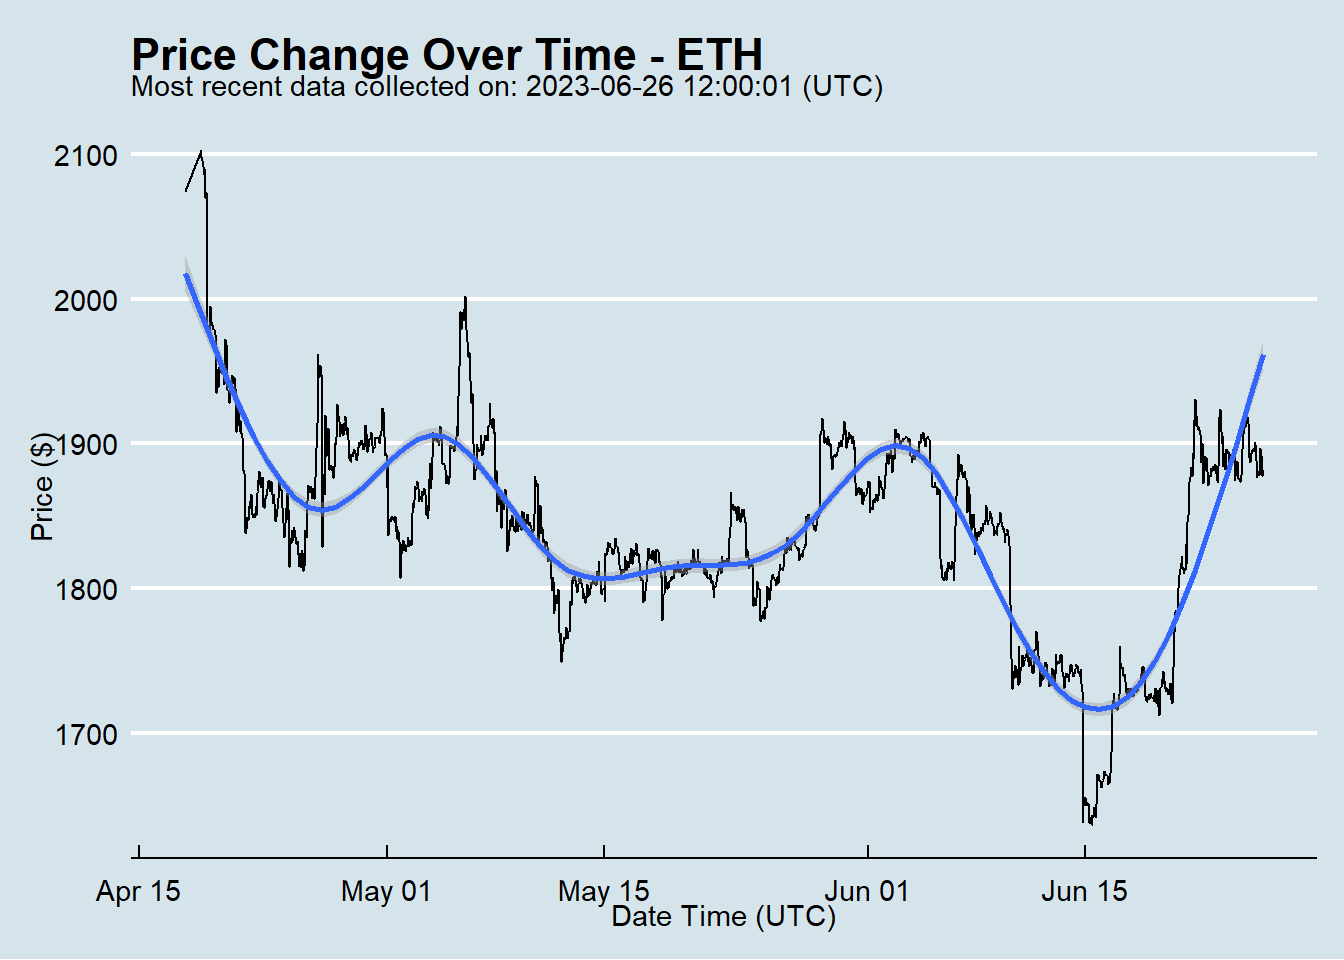 Price Change Over Time - ETH
Most recent data collected on: 2023-06-26 12:00:01 (UTC)
2100
2000
1900
1800
1700
Price ($)
Apr 15
May 01
May 15
Jun 01
Jun 15
Date Time (UTC)